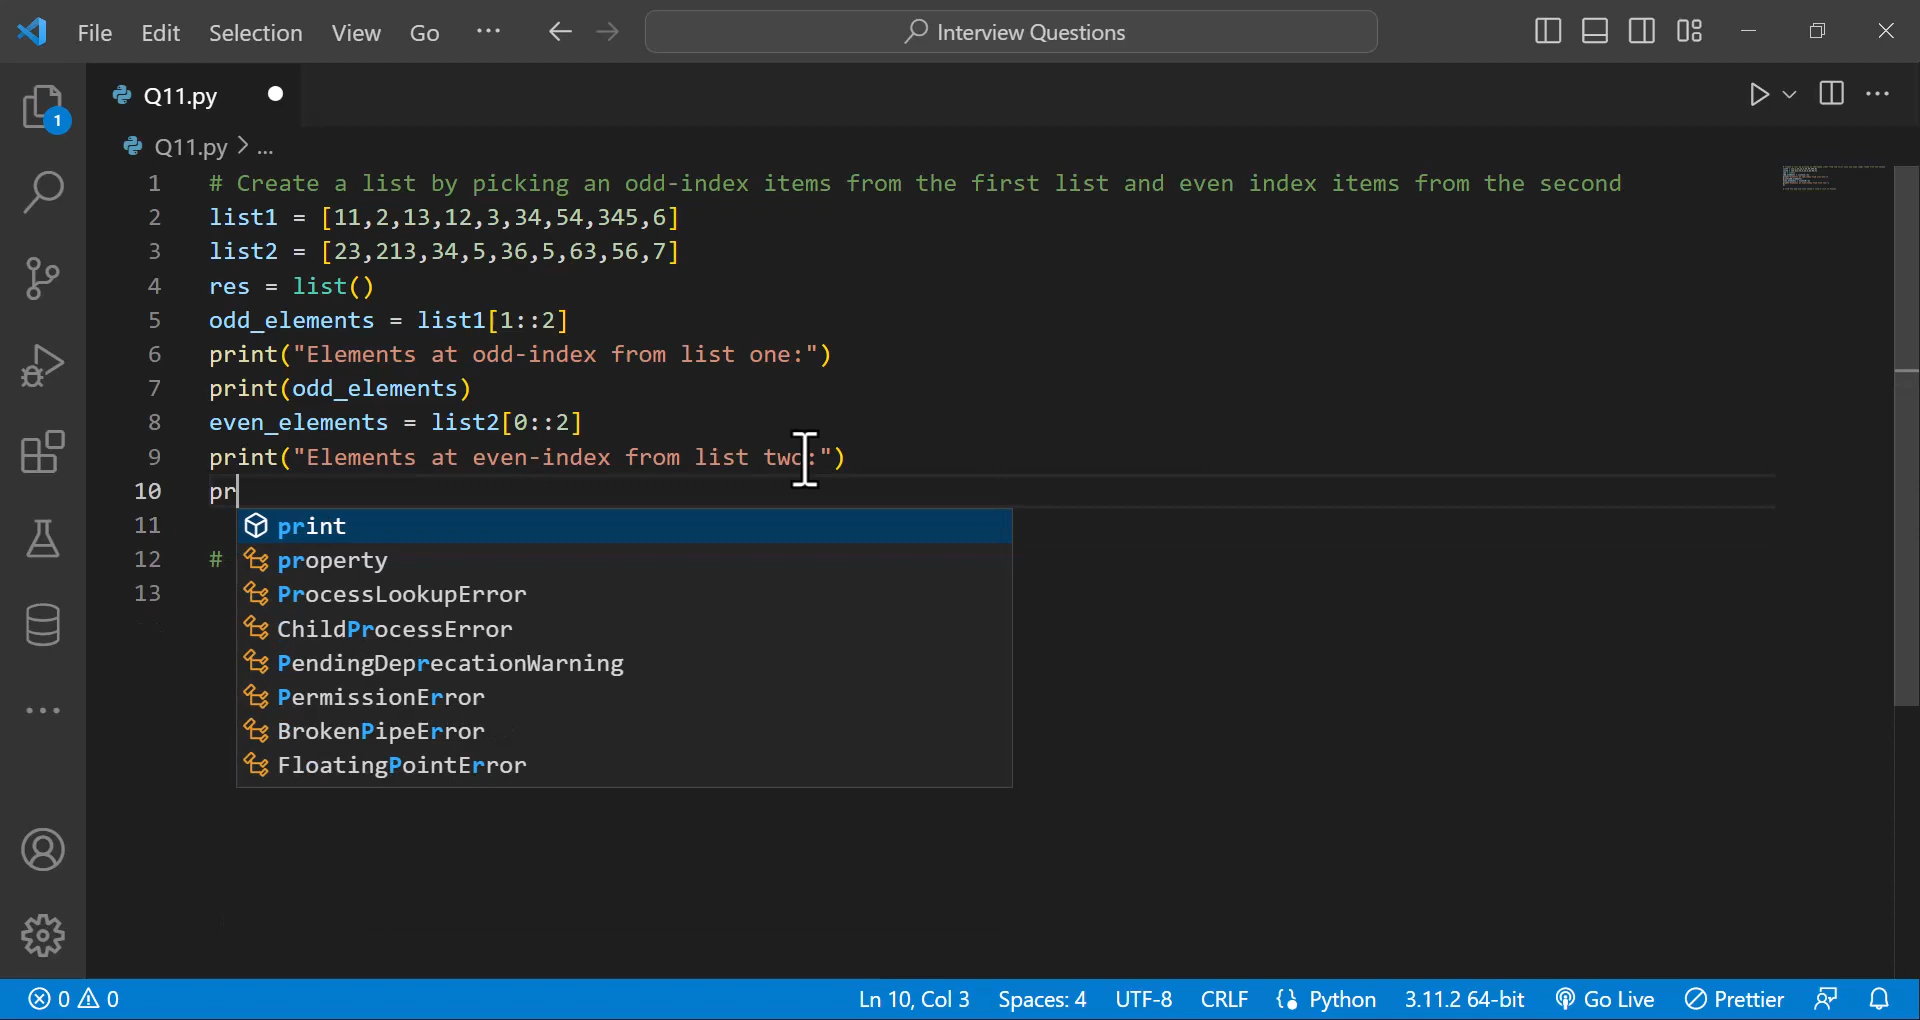 File Edit Selection View Go ··· Interview Questions
Q11.py
1
Q11.py > ...
1 # Create a list by picking an odd-index items from the first list and even index items from the second
2 list1 = [11,2,13,12,3,34,54,345,6]
3 list2 = [23,213,34,5,36,5,63,56,7]
4 res = list()
5 odd_elements = list1[1::2]
6 print("Elements at odd-index from list one:")
7 print(odd_elements)
8 even_elements = list2[0::2]
9 print("Elements at even-index from list two:")
10 pr
11 print
12 # property
13 ProcessLookupError
ChildProcessError
PendingDeprecationWarning
PermissionError
BrokenPipeError
FloatingPointError
0 0 Ln 10, Col 3 Spaces: 4 UTF-8 CRLF Python 3.11.2 64-bit Go Live Prettier